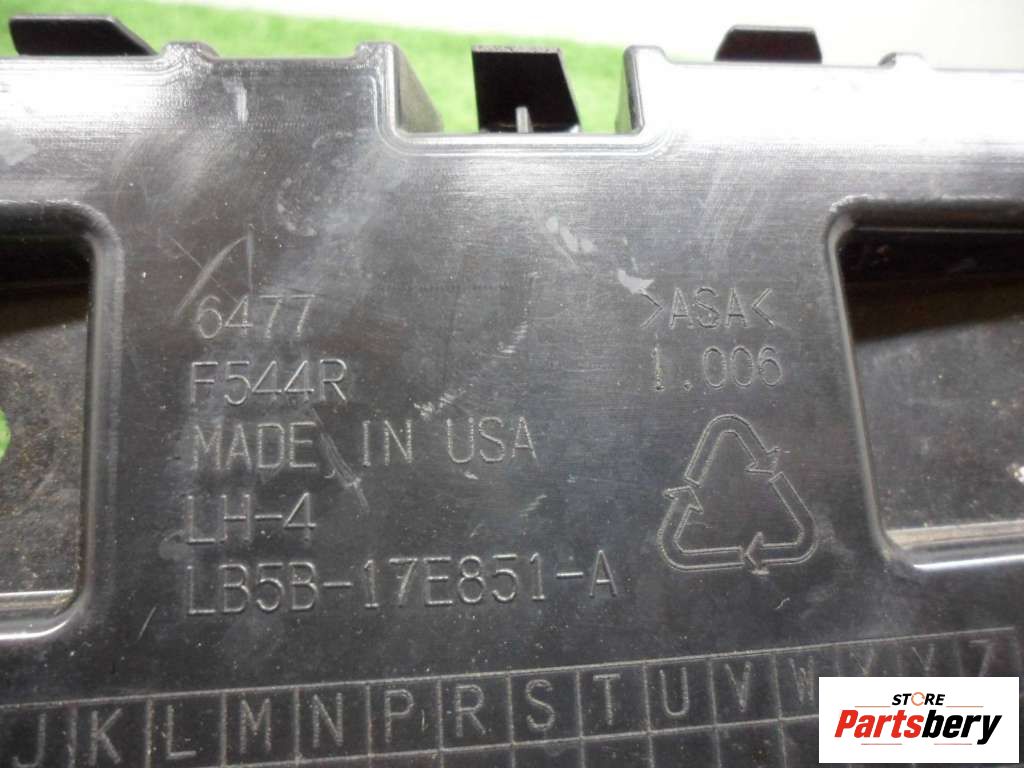 6477
F544R
MADE IN USA
LH-4
LB5B-17E851-A
>ASA<
1.006
J K L M N P R S T U V W X Y Z
STORE
Partsbery